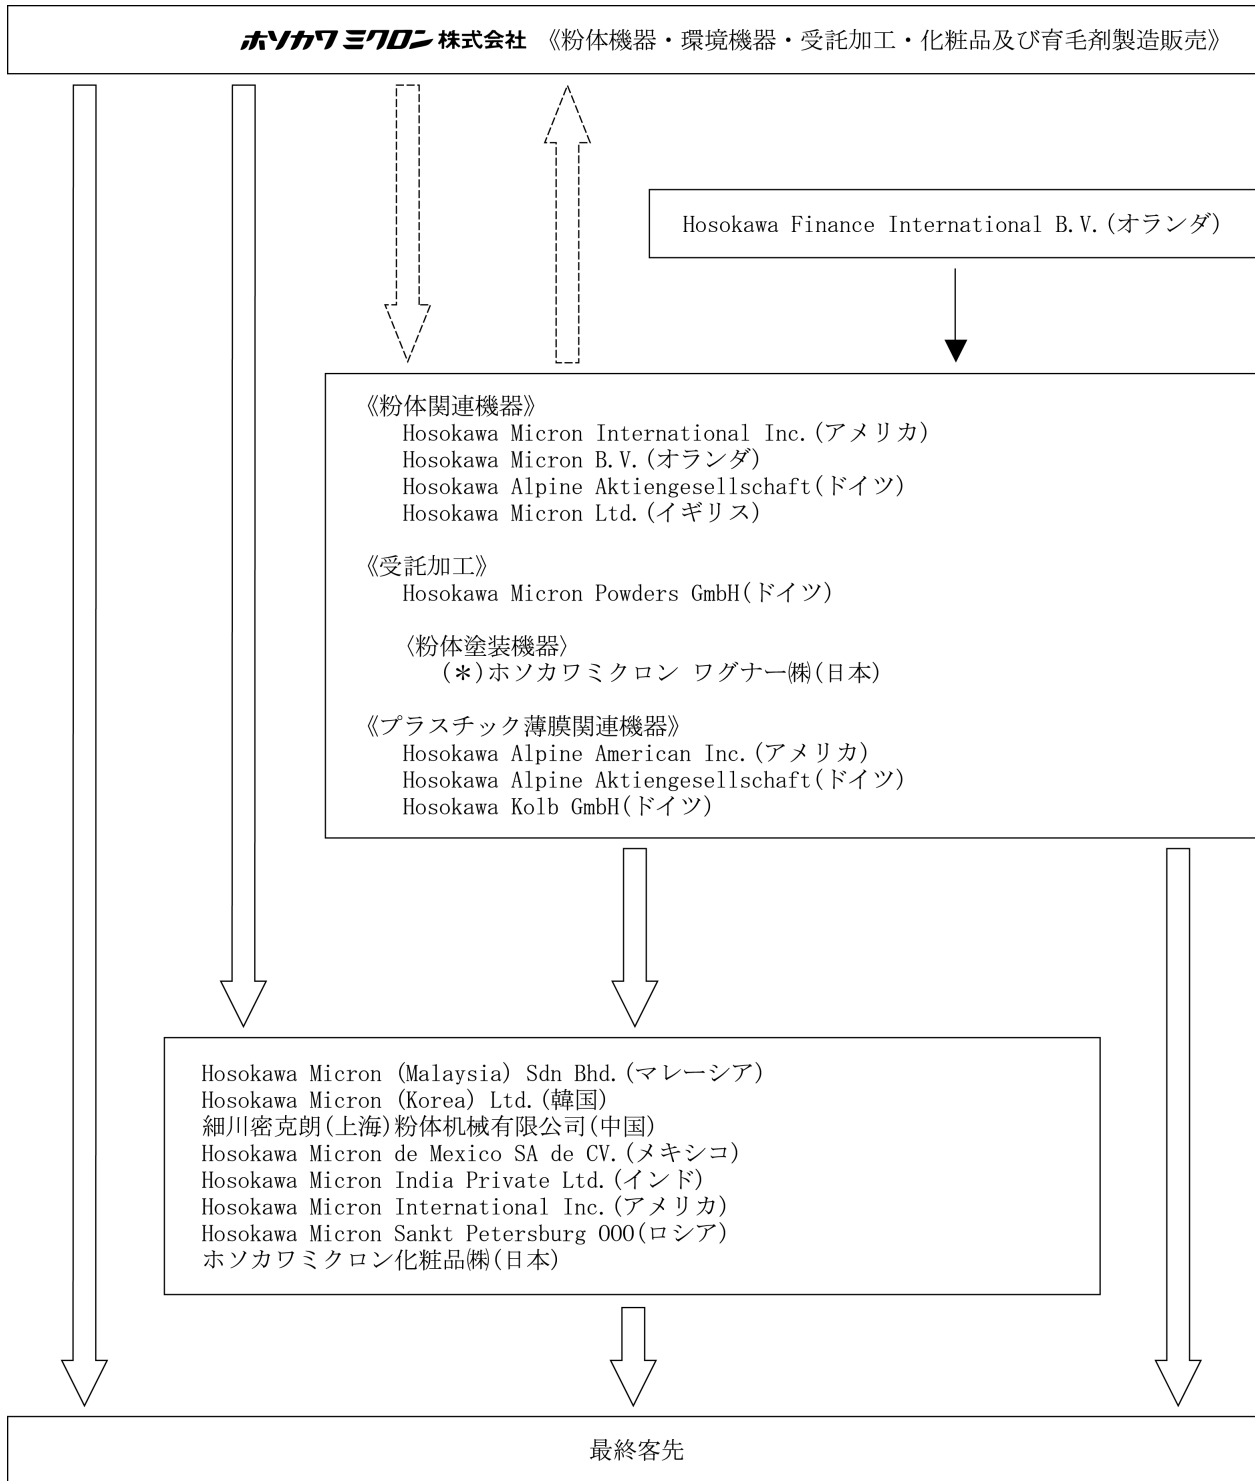 ホソカワミクロン株式会社 《粉体機器・環境機器・受託加工・化粧品及び育毛剤製造販売》
Hosokawa Finance International B.V.(オランダ)
《粉体関連機器》
Hosokawa Micron International Inc.(アメリカ)
Hosokawa Micron B.V.(オランダ)
Hosokawa Alpine Aktiengesellschaft(ドイツ)
Hosokawa Micron Ltd.(イギリス)
《受託加工》
Hosokawa Micron Powders GmbH(ドイツ)
〈粉体塗装機器〉
(＊)ホソカワミクロン ワグナー㈱(日本)
《プラスチック薄膜関連機器》
Hosokawa Alpine American Inc.(アメリカ)
Hosokawa Alpine Aktiengesellschaft(ドイツ)
Hosokawa Kolb GmbH(ドイツ)
Hosokawa Micron (Malaysia) Sdn Bhd.(マレーシア)
Hosokawa Micron (Korea) Ltd.(韓国)
細川密克朗(上海)粉体机械有限公司(中国)
Hosokawa Micron de Mexico SA de CV.(メキシコ)
Hosokawa Micron India Private Ltd.(インド)
Hosokawa Micron International Inc.(アメリカ)
Hosokawa Micron Sankt Petersburg OOO(ロシア)
ホソカワミクロン化粧品㈱(日本)
最終客先